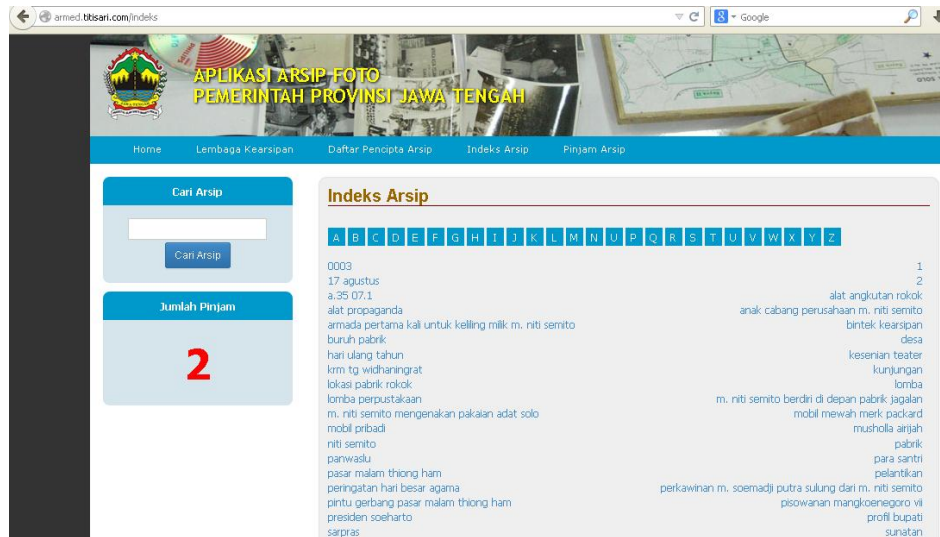 armed.titisari.com/indeks
Google
APLIKASI ARSIP FOTO
PEMERINTAH PROVINSI JAWA TENGAH
Home Lembaga Kearsipan Daftar Pencipta Arsip Indeks Arsip Pinjam Arsip
Cari Arsip
Cari Arsip
Jumlah Pinjam
2
Indeks Arsip
A B C D E F G H I J K L M N U P Q R S T U V W X Y Z
0003 1
17 agustus 2
a.35 07.1 alat angkutan rokok
alat propaganda anak cabang perusahaan m. niti semito
armada pertama kali untuk keliling milik m. niti semito bintek kearsipan
buruh pabrik desa
hari ulang tahun kesenian teater
krm tg widhaningrat kunjungan
lokasi pabrik rokok lomba
lomba perpustakaan m. niti semito berdiri di depan pabrik jagalan
m. niti semito mengenakan pakaian adat solo mobil mewah merk packard
mobil pribadi musholla airijah
niti semito pabrik
panwaslu para santri
pasar malam thiong ham pelantikan
peringatan hari besar agama perkawinan m. soemadji putra sulung dari m. niti semito
pintu gerbang pasar malam thiong ham pisowanan mangkoenegoro vii
presiden soeharto profil bupati
sarpras sunatan